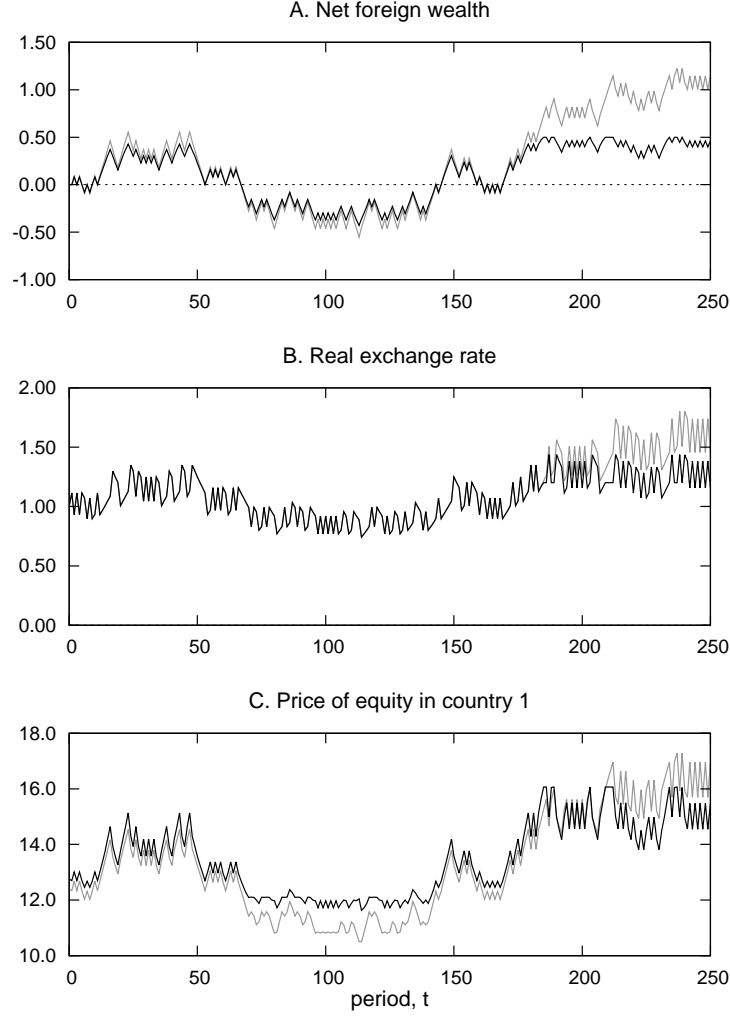 A. Net foreign wealth
1.50
1.00
0.50
0.00
-0.50
-1.00
0 50 100 150 200 250
B. Real exchange rate
2.00
1.50
1.00
0.50
0.00
0 50 100 150 200 250
C. Price of equity in country 1
18.0
16.0
14.0
12.0
10.0
0 50 100 150 200 250
period, t